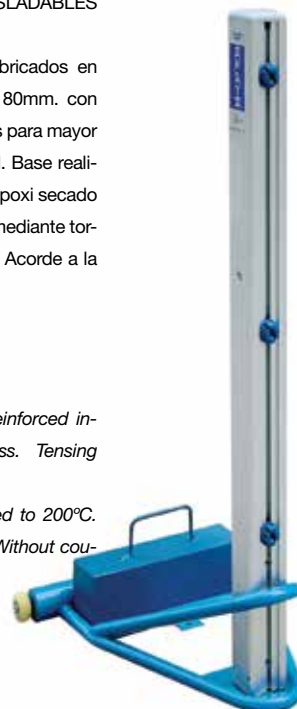 SLADABLES
bricados en
80mm. con
s para mayor
. Base reali-
poxi secado
mediante tor-
Acorde a la
einforced in-
ss. Tensing
ed to 200ºC.
Without cou-